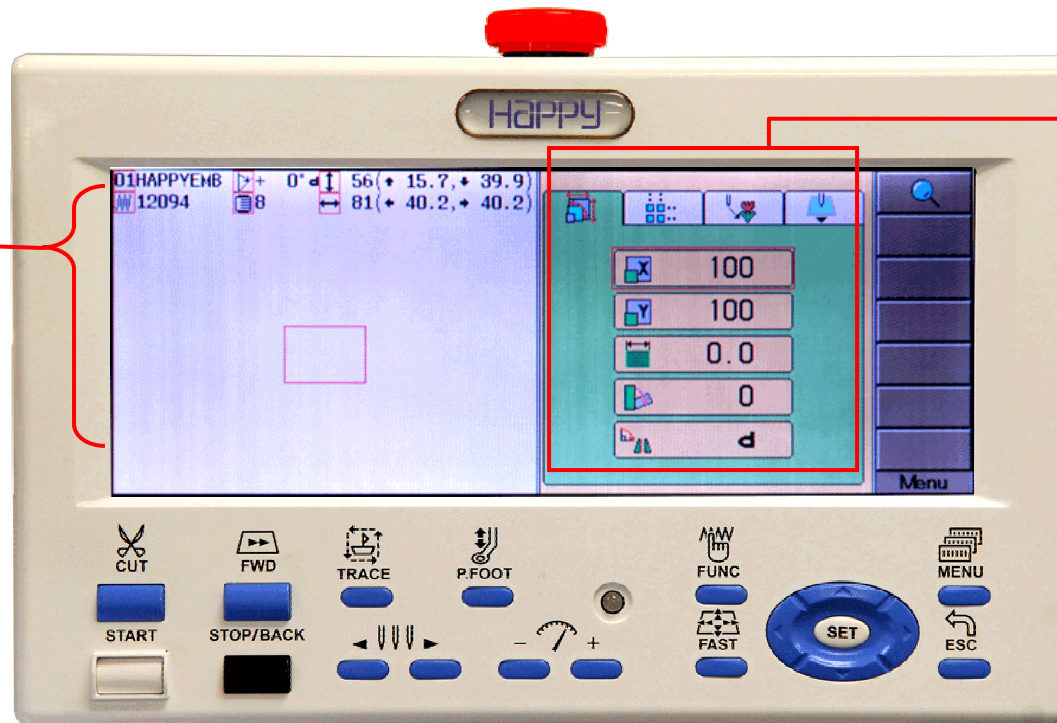 Happy
01HAPPYEMB + 0° d 56(↑ 15.7,↓ 39.9)
12094 8 ↔ 81(← 40.2,→ 40.2)
X 100
Y 100
0.0
0
d
Menu
CUT
FWD
TRACE
P.FOOT
FUNC
MENU
START
STOP/BACK
- +
FAST
SET
ESC